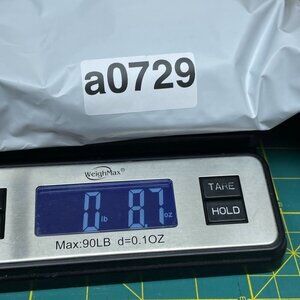 a0729
WeighMax®
0 lb 8.7 oz
TARE
HOLD
Max:90LB d=0.1OZ